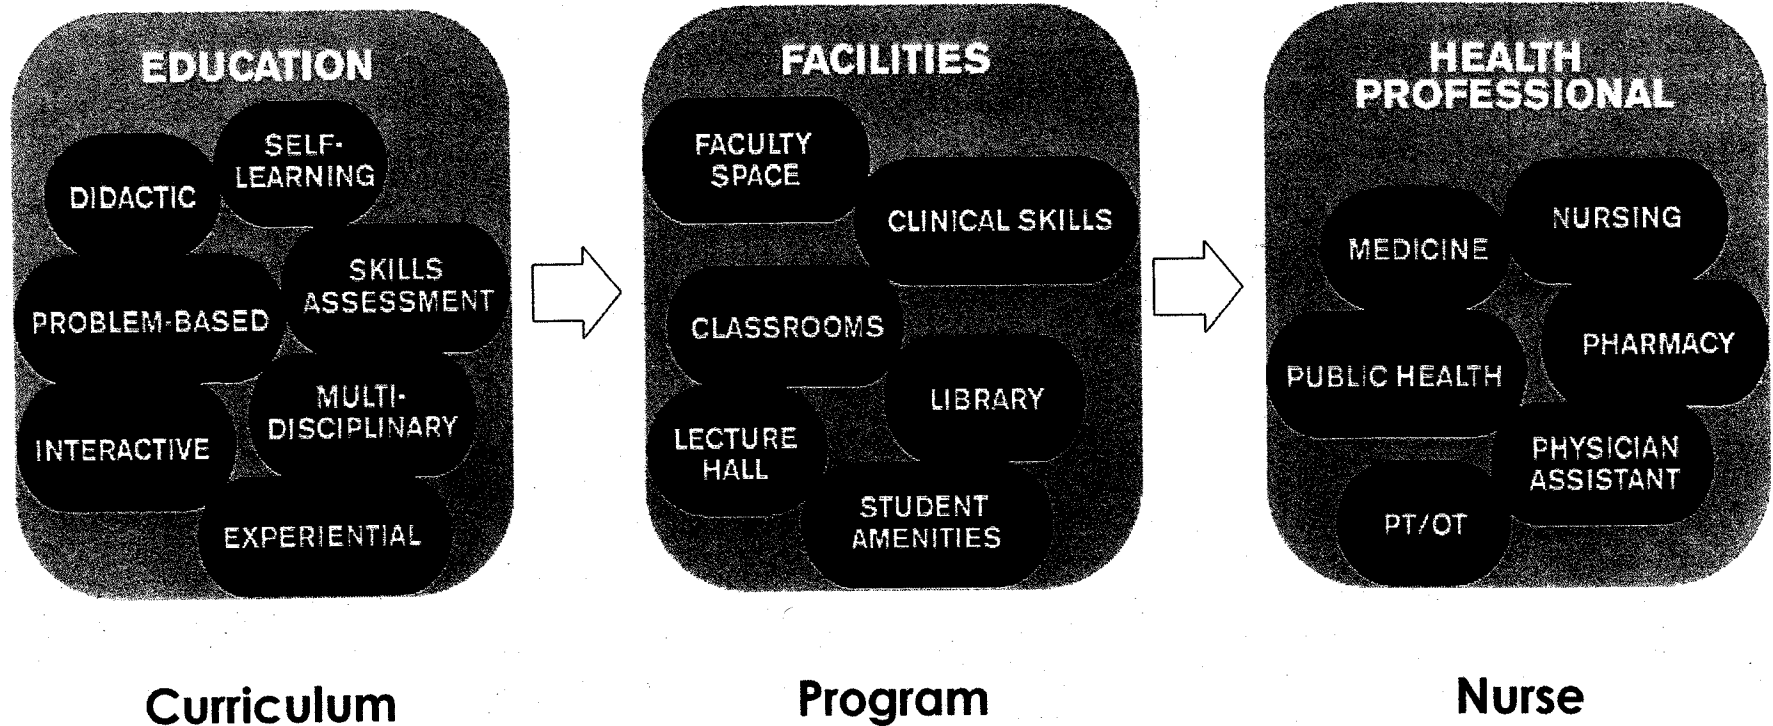 EDUCATION
SELF-
LEARNING
DIDACTIC
SKILLS
ASSESSMENT
PROBLEM-BASED
MULTI-
DISCIPLINARY
INTERACTIVE
EXPERIENTIAL
Curriculum
FACILITIES
FACULTY
SPACE
CLINICAL SKILLS
CLASSROOMS
LIBRARY
LECTURE
HALL
STUDENT
AMENITIES
Program
HEALTH
PROFESSIONAL
NURSING
MEDICINE
PHARMACY
PUBLIC HEALTH
PHYSICIAN
ASSISTANT
PT/OT
Nurse